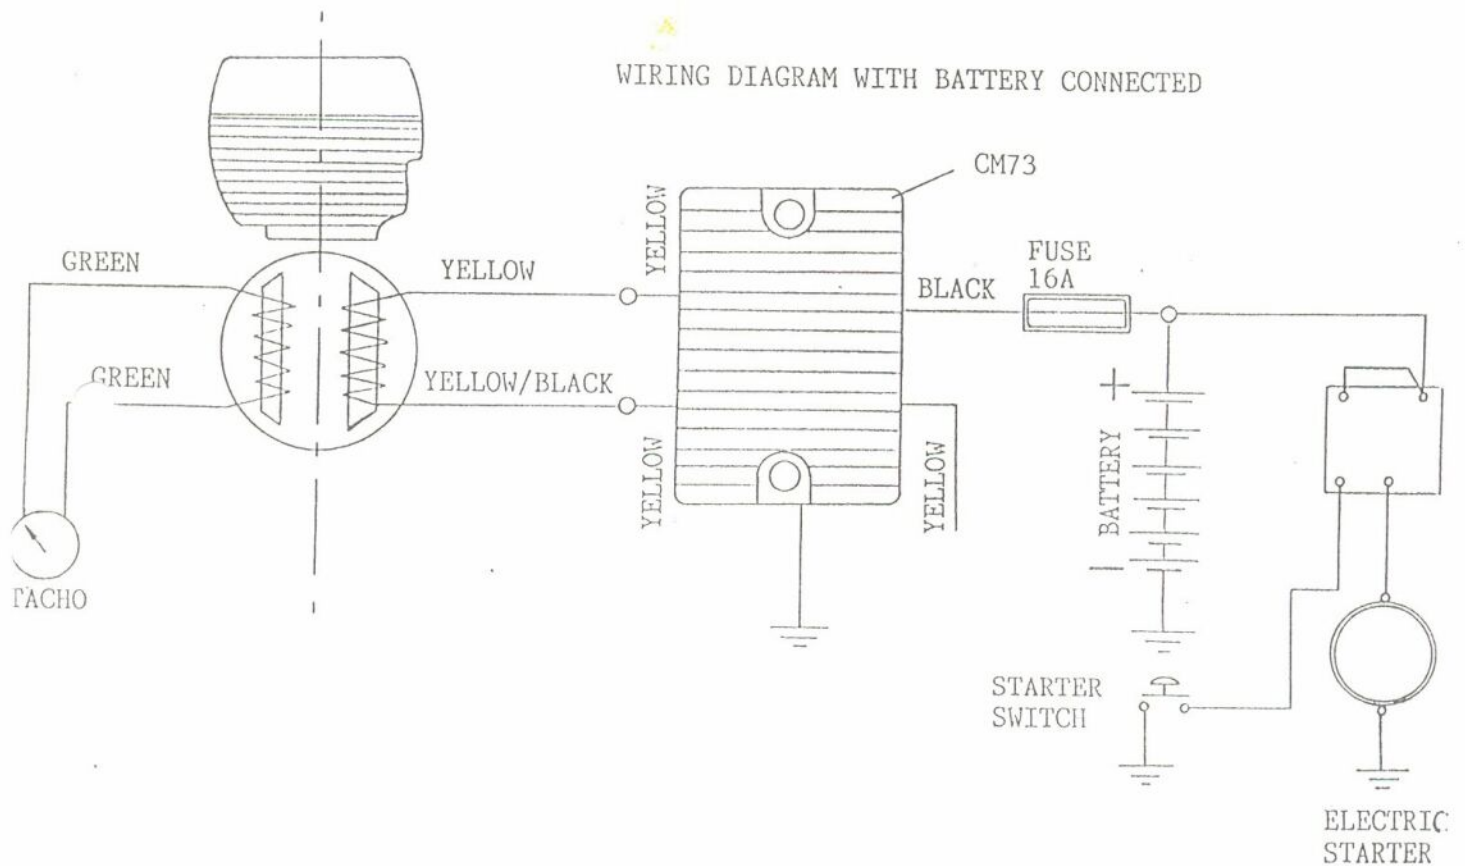 WIRING DIAGRAM WITH BATTERY CONNECTED
CM73
YELLOW
GREEN
YELLOW
FUSE
16A
BLACK
GREEN
YELLOW/BLACK
+
BATTERY
YELLOW
YELLOW
TACHO
STARTER
SWITCH
ELECTRIC
STARTER